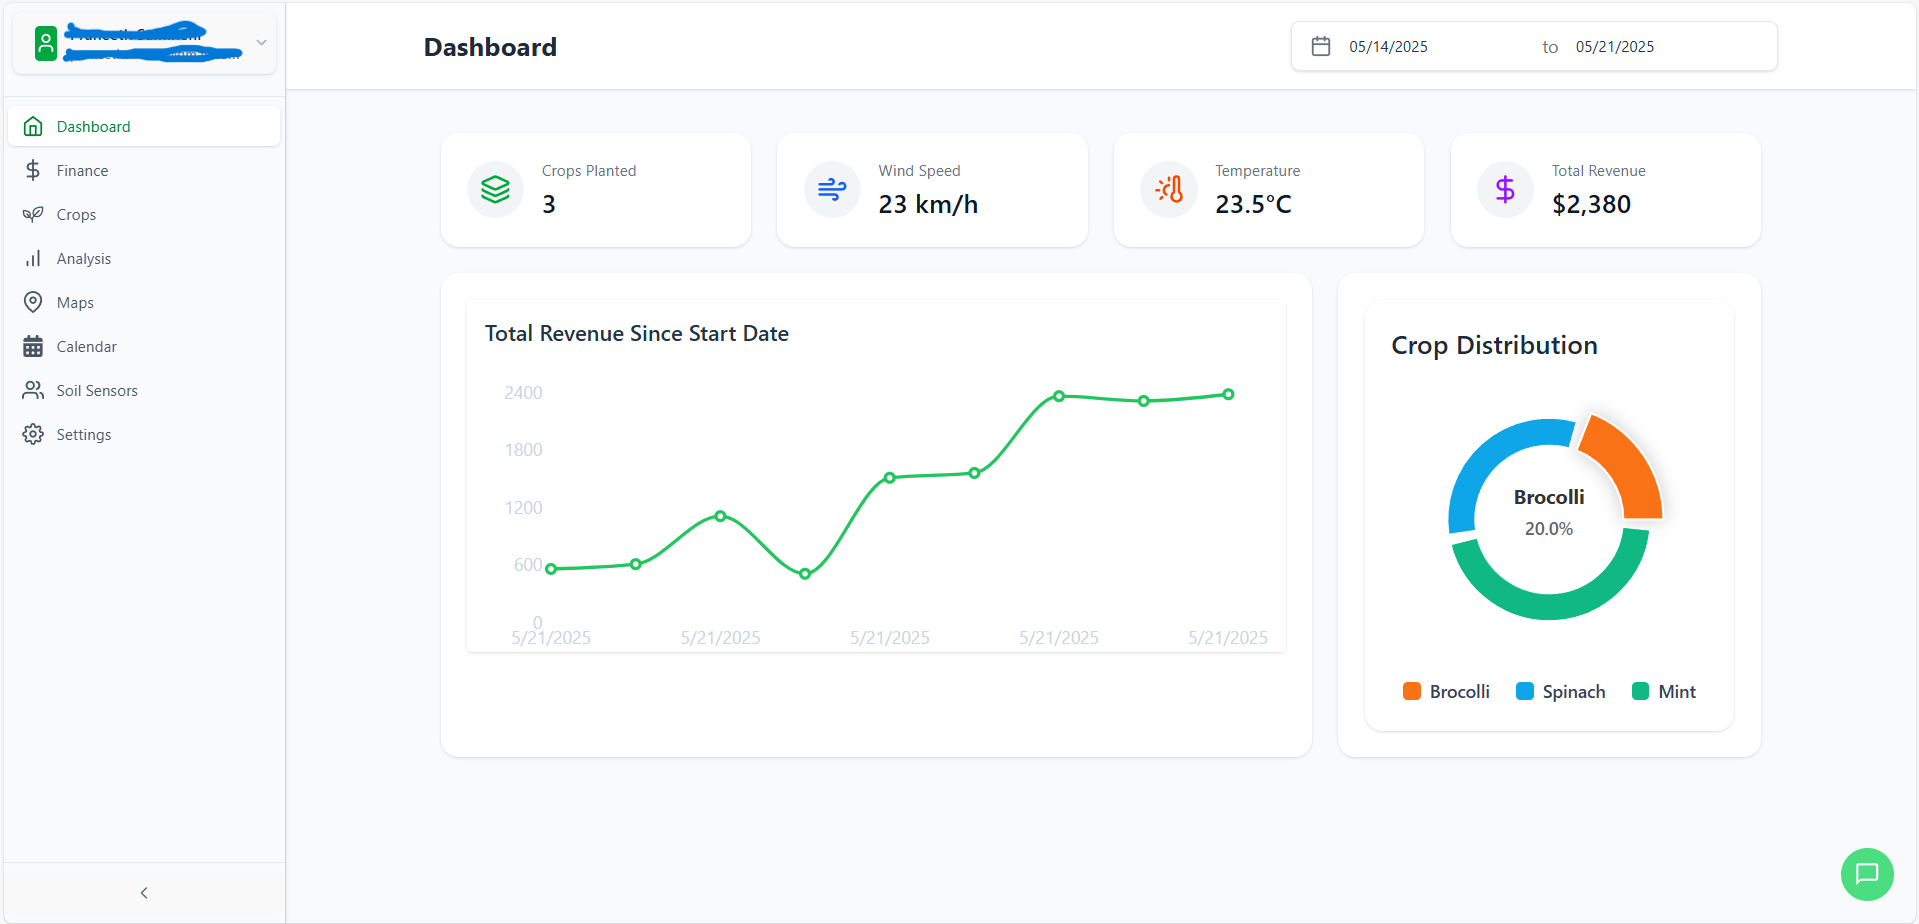 Dashboard
05/14/2025 to 05/21/2025
Dashboard
Finance
Crops
Analysis
Maps
Calendar
Soil Sensors
Settings
Crops Planted
3
Wind Speed
23 km/h
Temperature
23.5°C
Total Revenue
$2,380
Total Revenue Since Start Date
2400
1800
1200
600
0
5/21/2025 5/21/2025 5/21/2025 5/21/2025 5/21/2025
Crop Distribution
Brocolli
20.0%
Brocolli Spinach Mint